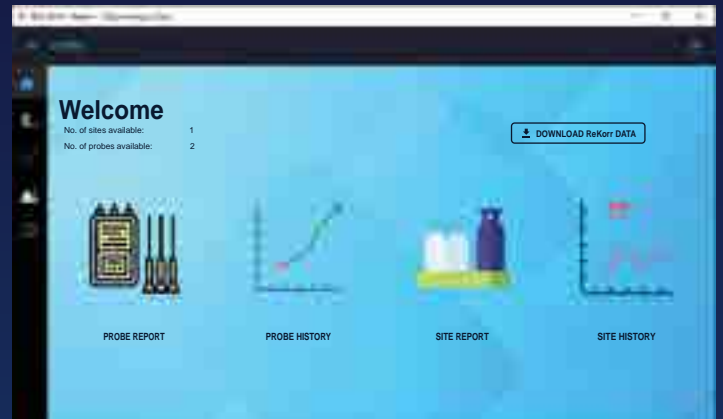 Welcome
No. of sites available: 1
No. of probes available: 2
DOWNLOAD ReKorr DATA
PROBE REPORT
PROBE HISTORY
SITE REPORT
SITE HISTORY